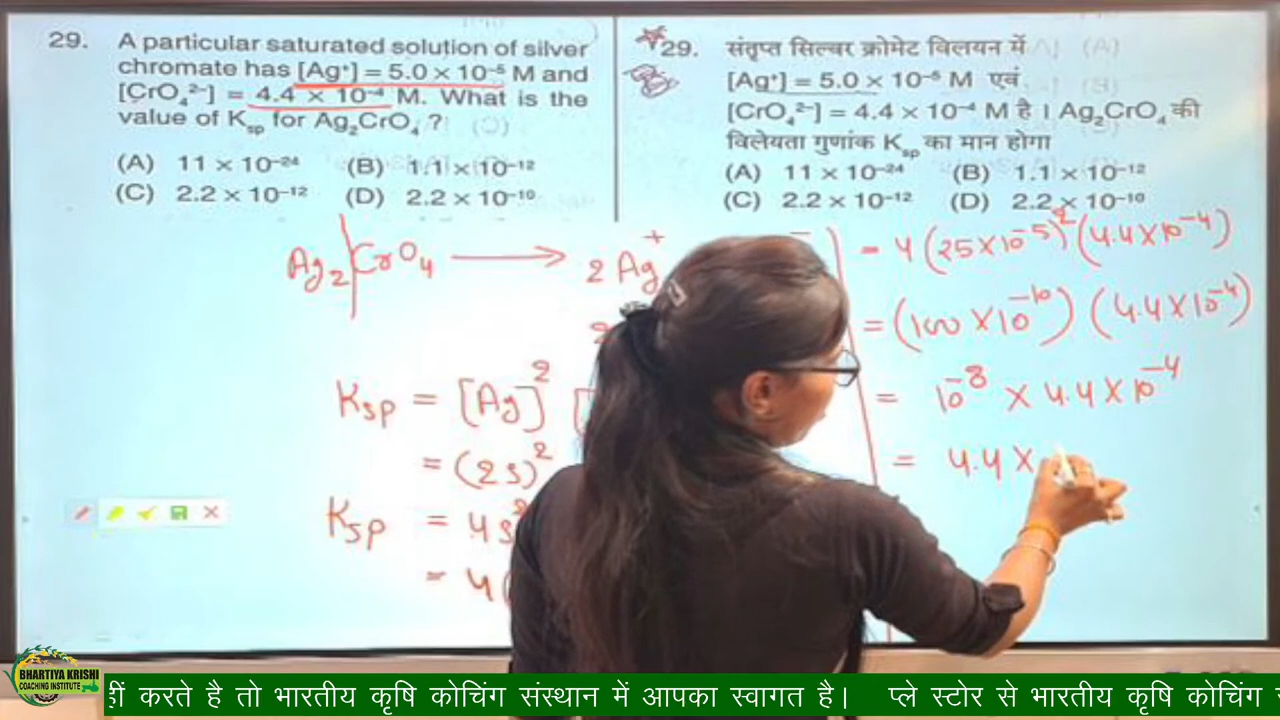 29. A particular saturated solution of silver
chromate has [Ag⁺] = 5.0 × 10⁻⁵ M and
[CrO₄²⁻] = 4.4 × 10⁻⁴ M. What is the
value of Kₛₚ for Ag₂CrO₄ ?
(A) 11 × 10⁻²⁴ (B) 1.1 × 10⁻¹²
(C) 2.2 × 10⁻¹² (D) 2.2 × 10⁻¹⁰
29. संतृप्त सिल्वर क्रोमेट विलयन में
[Ag⁺] = 5.0 × 10⁻⁵ M एवं
[CrO₄²⁻] = 4.4 × 10⁻⁴ M है । Ag₂CrO₄ की
विलेयता गुणांक Kₛₚ का मान होगा
(A) 11 × 10⁻²⁴ (B) 1.1 × 10⁻¹²
(C) 2.2 × 10⁻¹² (D) 2.2 × 10⁻¹⁰
Ag₂ CrO₄ → 2Ag⁺
Ksp = [Ag]² [
= (2s)²
Ksp = 4s²
= 4(
= 4(25×10⁻⁵)²(4.4×10⁻⁴)
= (100×10⁻¹⁰) (4.4×10⁻⁴)
= 10⁻⁸ × 4.4×10⁻⁴
= 4.4×
BHARTIYA KRISHI
COACHING INSTITUTE
करते है तो भारतीय कृषि कोचिंग संस्थान में आपका स्वागत है। प्ले स्टोर से भारतीय कृषि कोचिंग